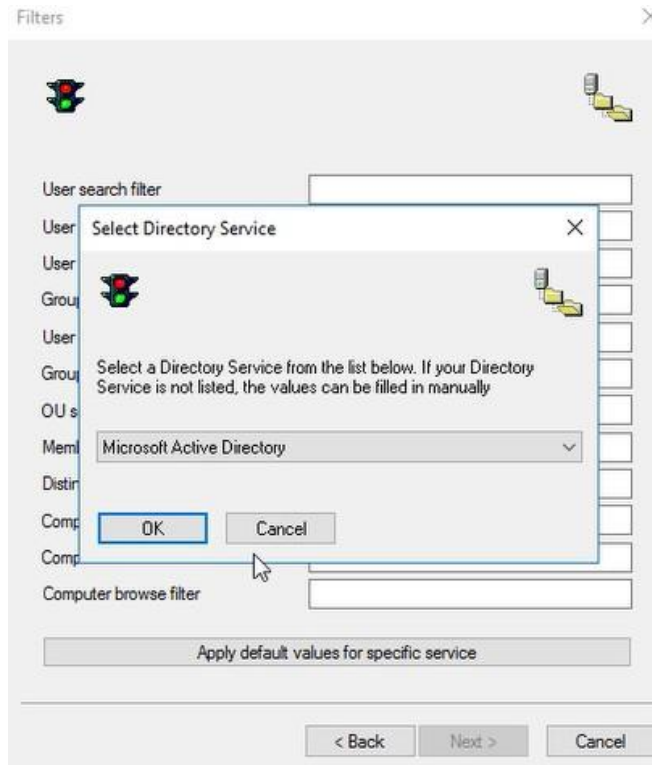 Filters
User search filter
User
Select Directory Service
User
Group
User
Select a Directory Service from the list below. If your Directory
Service is not listed, the values can be filled in manually
Grou
OU s
Microsoft Active Directory
Meml
Distin
OK Cancel
Comp
Comp
Computer browse filter
Apply default values for specific service
< Back Next > Cancel